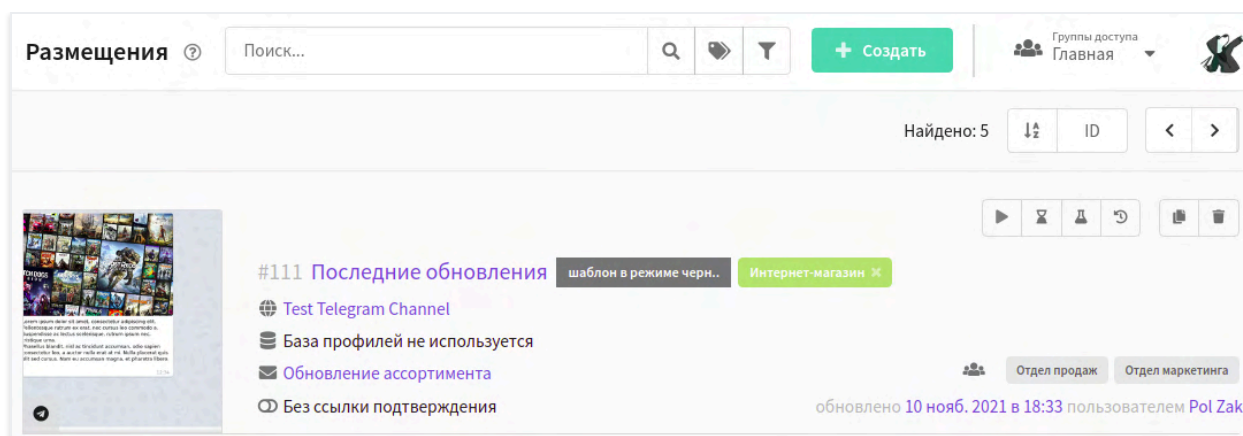 Размещения
Поиск...
Создать
Группы доступа
Главная
Найдено: 5
ID
#111 Последние обновления шаблон в режиме черн.. Интернет-магазин
Test Telegram Channel
База профилей не используется
Обновление ассортимента
Отдел продаж Отдел маркетинга
Без ссылки подтверждения
обновлено 10 нояб. 2021 в 18:33 пользователем Pol Zak